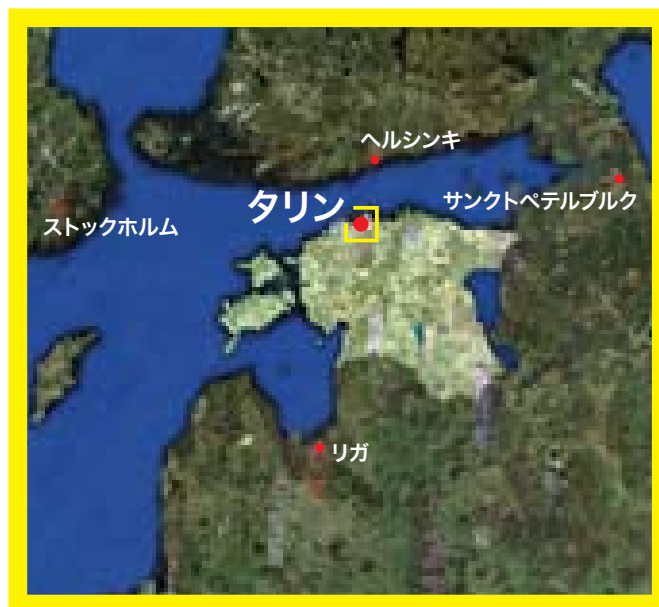 ヘルシンキ
サンクトペテルブルク
タリン
ストックホルム
リガ